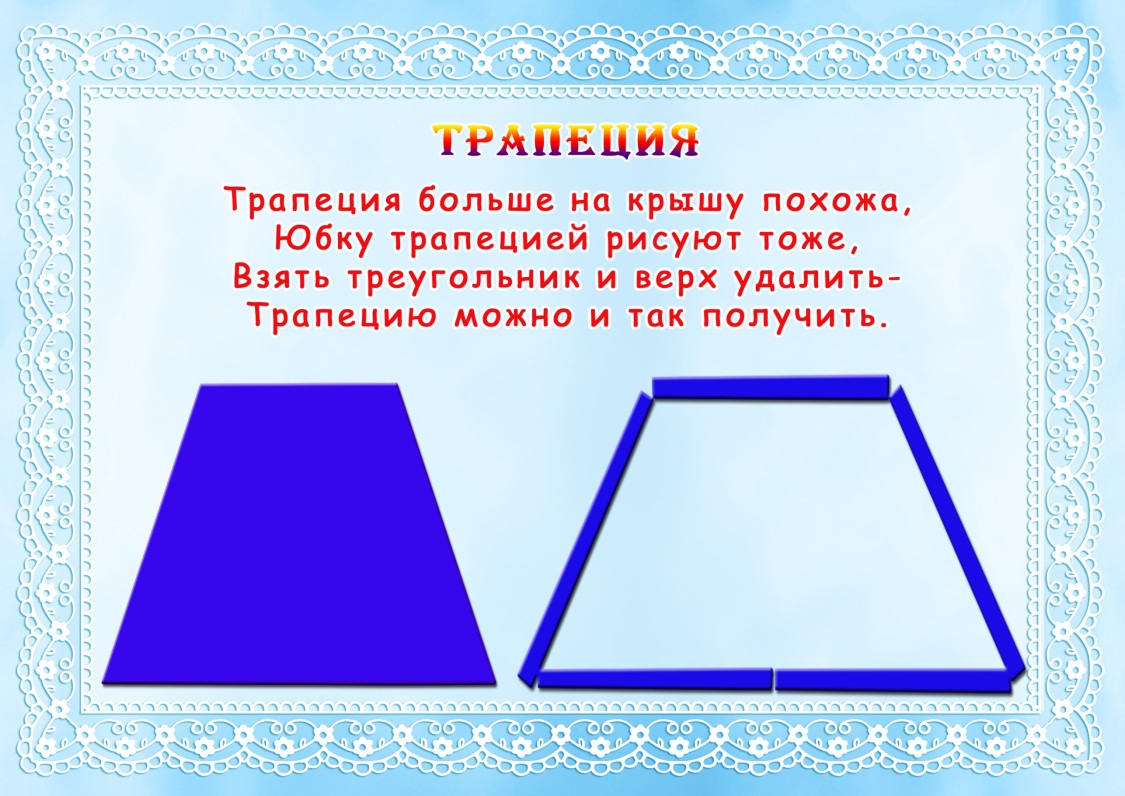 ТРАПЕЦИЯ
Трапеция больше на крышу похожа,
Юбку трапецией рисуют тоже,
Взять треугольник и верх удалить-
Трапецию можно и так получить.